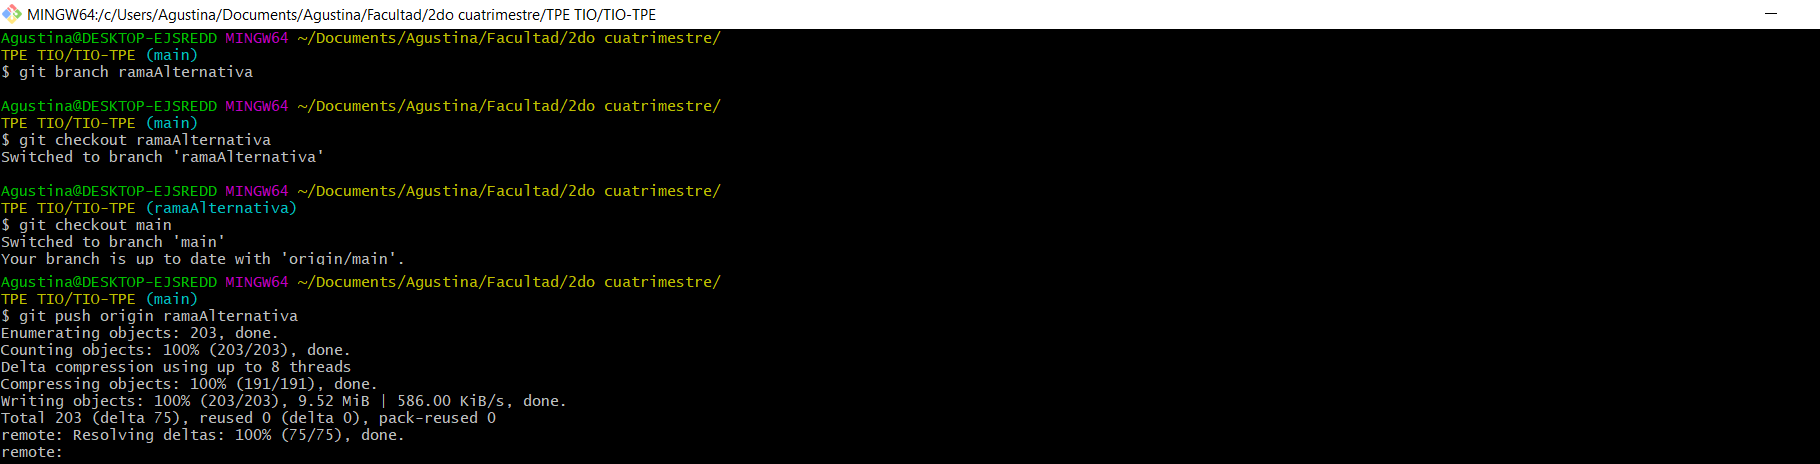 MINGW64:/c/Users/Agustina/Documents/Agustina/Facultad/2do cuatrimestre/TPE TIO/TIO-TPE
Agustina@DESKTOP-EJSREDD MINGW64 ~/Documents/Agustina/Facultad/2do cuatrimestre/
TPE TIO/TIO-TPE (main)
$ git branch ramaAlternativa
Agustina@DESKTOP-EJSREDD MINGW64 ~/Documents/Agustina/Facultad/2do cuatrimestre/
TPE TIO/TIO-TPE (main)
$ git checkout ramaAlternativa
Switched to branch 'ramaAlternativa'
Agustina@DESKTOP-EJSREDD MINGW64 ~/Documents/Agustina/Facultad/2do cuatrimestre/
TPE TIO/TIO-TPE (ramaAlternativa)
$ git checkout main
Switched to branch 'main'
Your branch is up to date with 'origin/main'.
Agustina@DESKTOP-EJSREDD MINGW64 ~/Documents/Agustina/Facultad/2do cuatrimestre/
TPE TIO/TIO-TPE (main)
$ git push origin ramaAlternativa
Enumerating objects: 203, done.
Counting objects: 100% (203/203), done.
Delta compression using up to 8 threads
Compressing objects: 100% (191/191), done.
Writing objects: 100% (203/203), 9.52 MiB | 586.00 KiB/s, done.
Total 203 (delta 75), reused 0 (delta 0), pack-reused 0
remote: Resolving deltas: 100% (75/75), done.
remote: